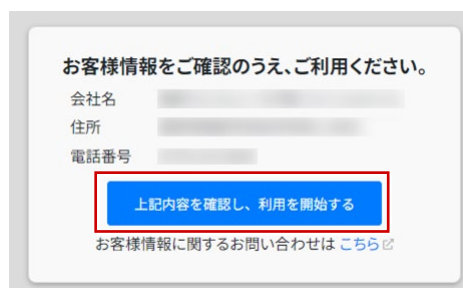 お客様情報をご確認のうえ、ご利用ください。
会社名
住所
電話番号
上記内容を確認し、利用を開始する
お客様情報に関するお問い合わせは こちら